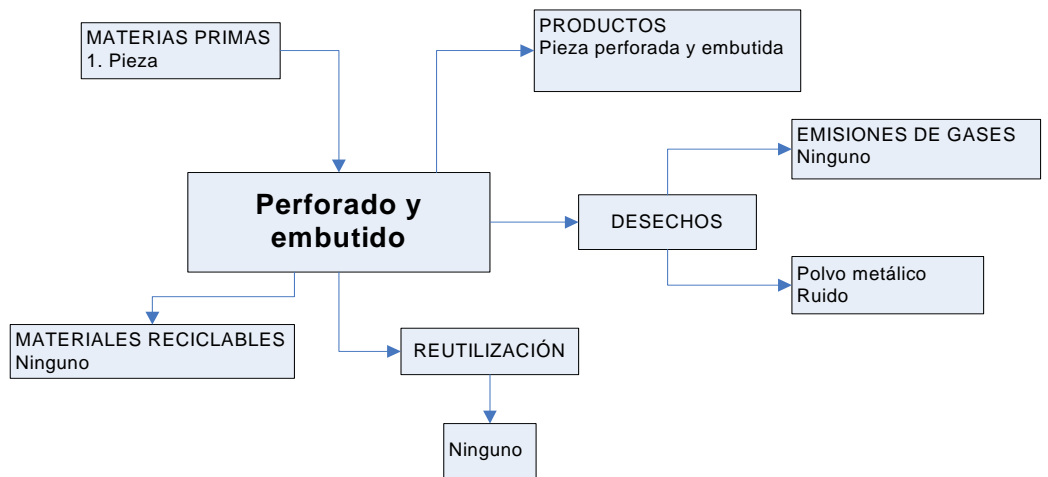 MATERIAS PRIMAS
1. Pieza
PRODUCTOS
Pieza perforada y embutida
EMISIONES DE GASES
Ninguno
Perforado y
embutido
DESECHOS
Polvo metálico
Ruido
MATERIALES RECICLABLES
Ninguno
REUTILIZACIÓN
Ninguno